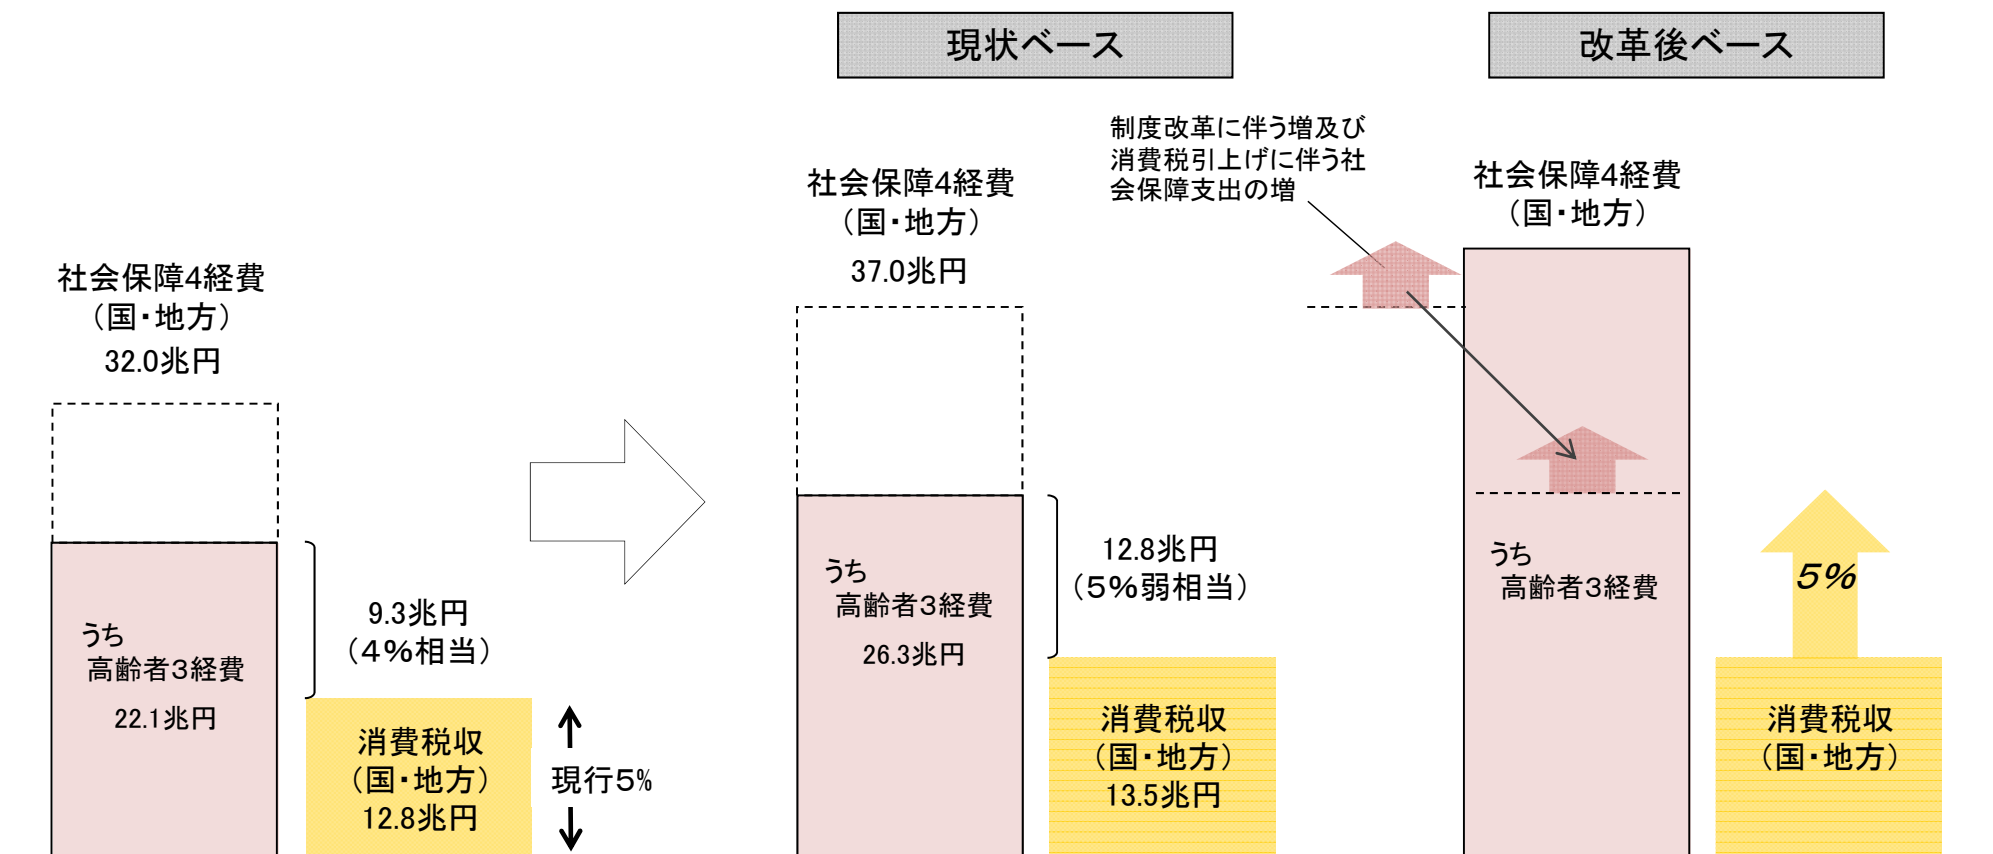 現状ベース
改革後ベース
制度改革に伴う増及び
消費税引上げに伴う社
会保障支出の増
社会保障4経費
（国・地方）
32.0兆円
うち
高齢者３経費
22.1兆円
9.3兆円
（４％相当）
消費税収
（国・地方）
12.8兆円
現行５％
社会保障4経費
（国・地方）
37.0兆円
うち
高齢者３経費
26.3兆円
12.8兆円
（５％弱相当）
消費税収
（国・地方）
13.5兆円
社会保障4経費
（国・地方）
うち
高齢者３経費
5%
消費税収
（国・地方）